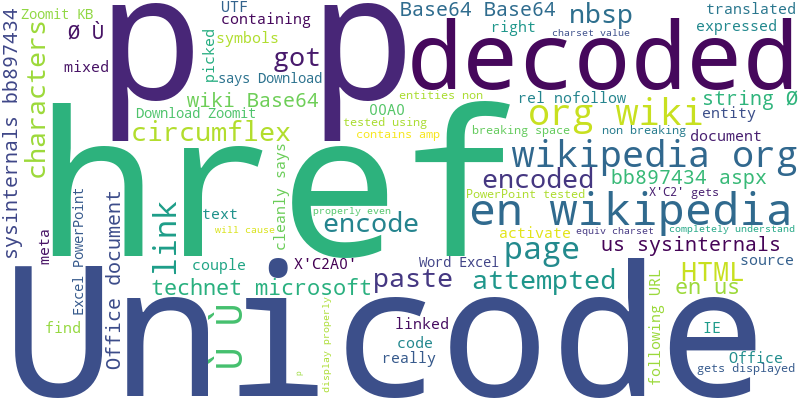 Zoomit KB
UTF
containing
Base64 Base64
nbsp
translated
expressed
right
charset value
Ø Ù
symbols
picked
got
p p
decoded
mixed
says Download
characters
wiki Base64
entities non
rel nofollow
string Ø
sysinternals bb897434
Download Zoomit
OOAO
org wiki
entity
circumflex
tested using
contains amp
breaking space
non breaking
document
href
wikipedia org
cleanly says
encoded
bb897434 aspx
PowerPoint tested
X'C2' gets
Excel PowerPoint
Office document
link
text
properly even
encode
en wikipedia
meta
will cause
activate
equiv charset
completely understand
page
us sysinternals
couple
X'C2A0'
Word Excel
source
technet microsoft
paste
attempted
HTML
en us
following URL
Unicode
Ù Ù
display properly
find
linked
code
really
IE
Office
gets displayed
P